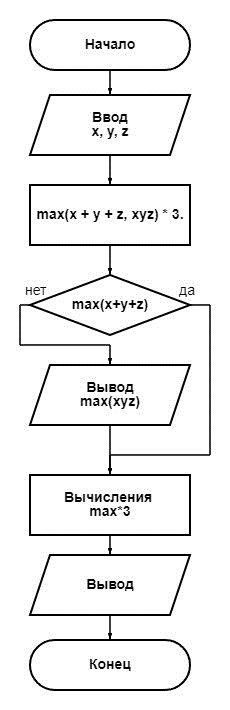 Начало
Ввод
x, y, z
max(x + y + z, xyz) * 3.
нет
да
max(x+y+z)
Вывод
max(xyz)
Вычисления
max*3
Вывод
Конец